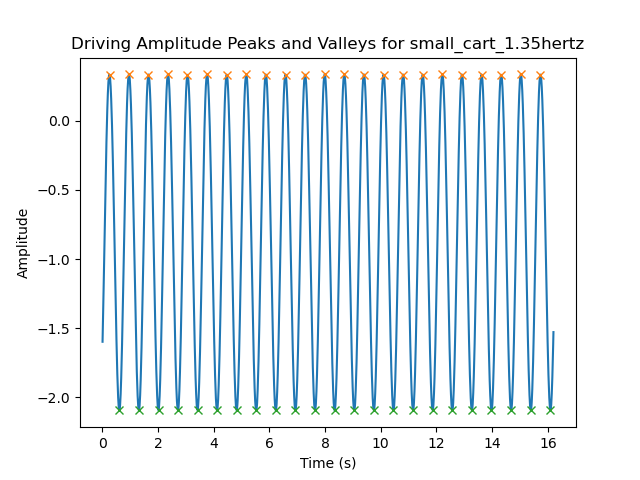 Driving Amplitude Peaks and Valleys for small_cart_1.35hertz
0.0
−0.5
−1.0
−1.5
−2.0
Amplitude
0 2 4 6 8 10 12 14 16
Time (s)